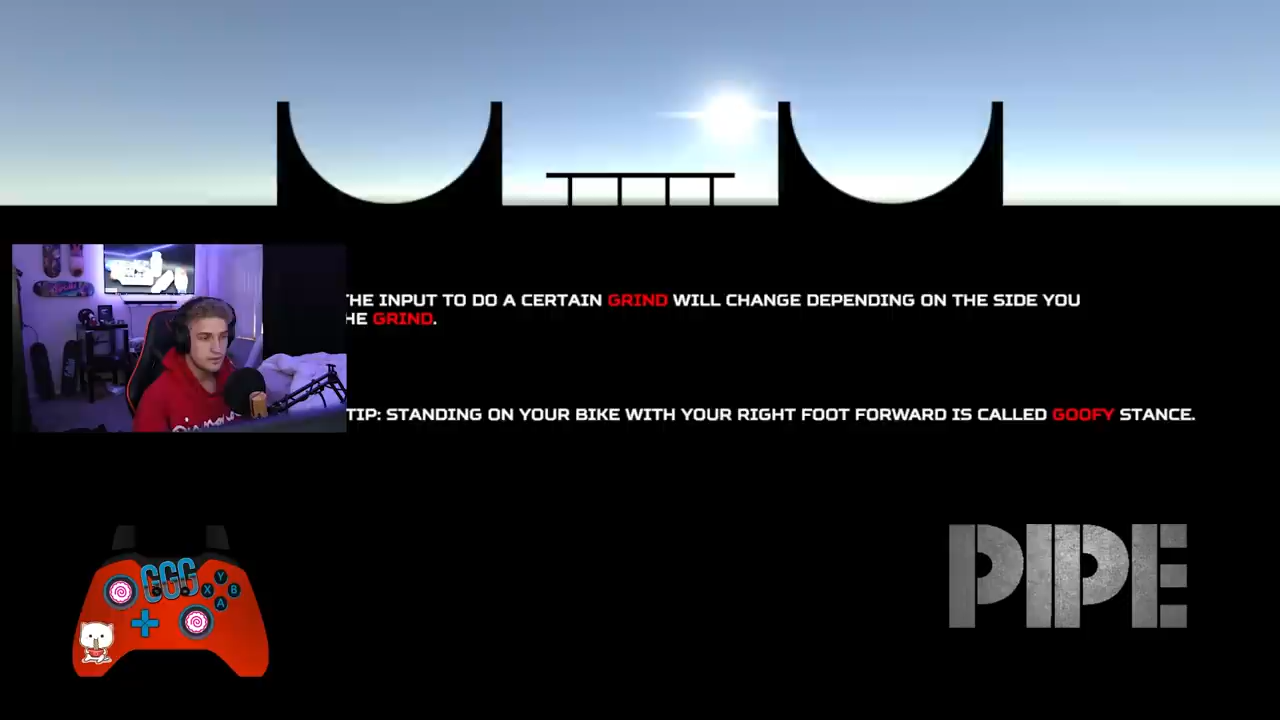 THE INPUT TO DO A CERTAIN GRIND WILL CHANGE DEPENDING ON THE SIDE YOU
HE GRIND.
TIP: STANDING ON YOUR BIKE WITH YOUR RIGHT FOOT FORWARD IS CALLED GOOFY STANCE.
GGG
Y
X B
A
PIPE